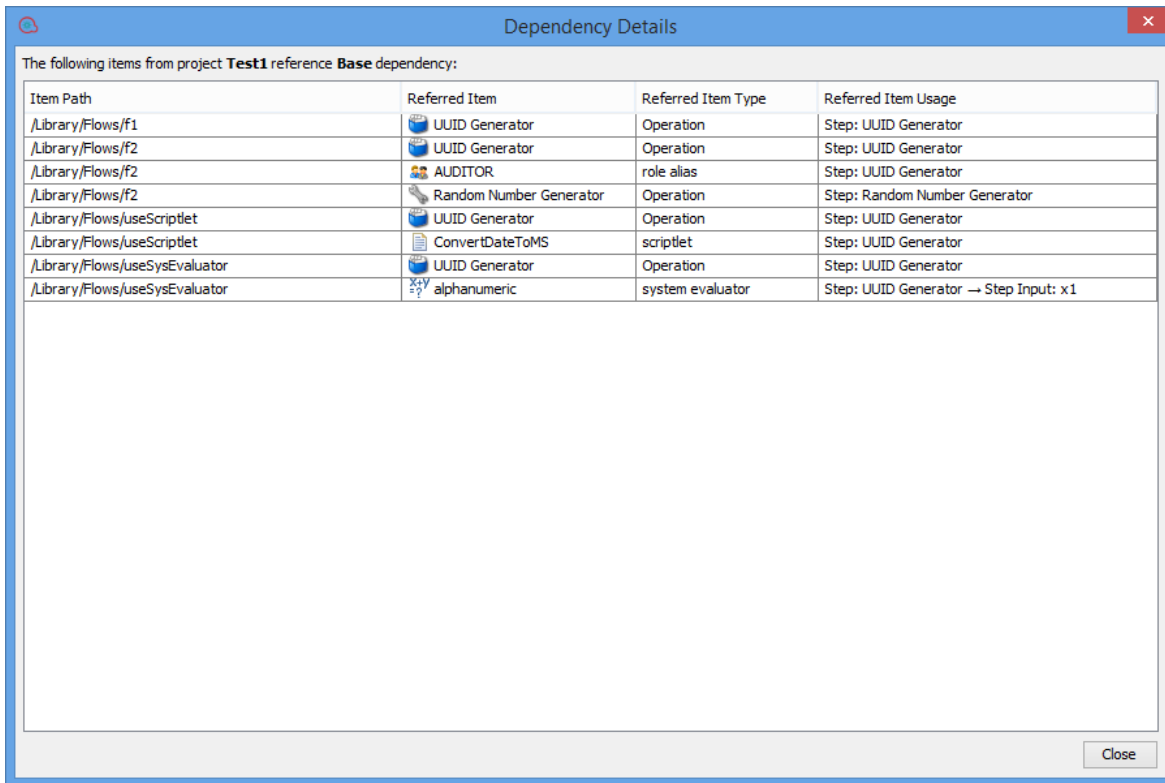 Dependency Details
The following items from project Test1 reference Base dependency:
Item Path Referred Item Referred Item Type Referred Item Usage
/Library/Flows/f1 UUID Generator Operation Step: UUID Generator
/Library/Flows/f2 UUID Generator Operation Step: UUID Generator
/Library/Flows/f2 AUDITOR role alias Step: UUID Generator
/Library/Flows/f2 Random Number Generator Operation Step: Random Number Generator
/Library/Flows/useScriptlet UUID Generator Operation Step: UUID Generator
/Library/Flows/useScriptlet ConvertDateToMS scriptlet Step: UUID Generator
/Library/Flows/useSysEvaluator UUID Generator Operation Step: UUID Generator
/Library/Flows/useSysEvaluator alphanumeric system evaluator Step: UUID Generator → Step Input: x1
Close